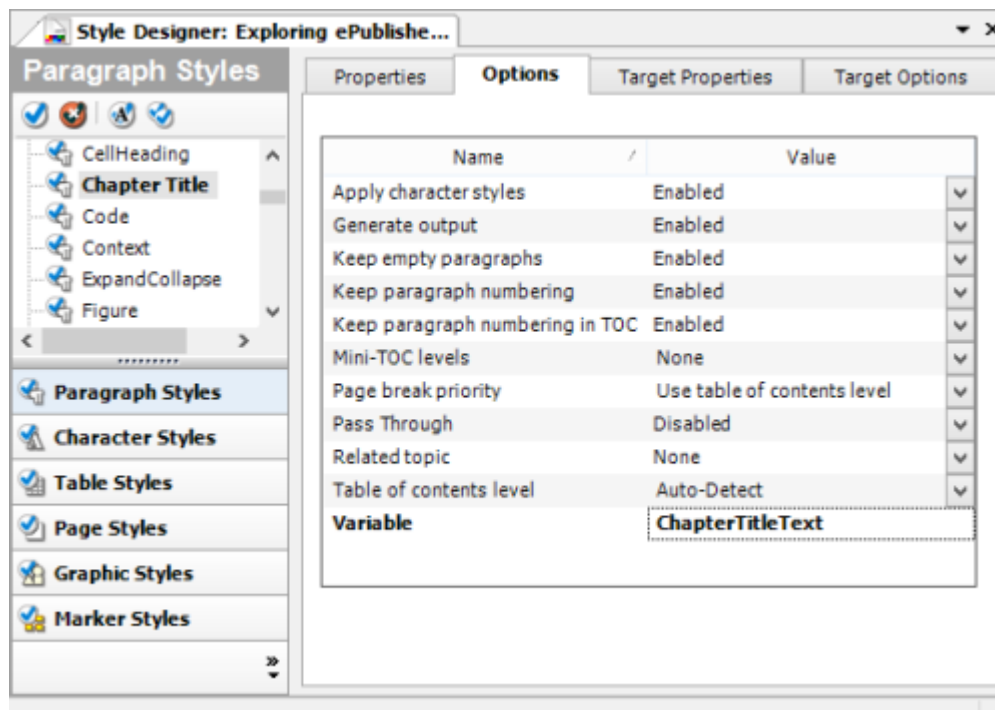 Style Designer: Exploring ePublishe...
Paragraph Styles
CellHeading
Chapter Title
Code
Context
ExpandCollapse
Figure
Paragraph Styles
Character Styles
Table Styles
Page Styles
Graphic Styles
Marker Styles
Properties Options Target Properties Target Options
Name Value
Apply character styles Enabled
Generate output Enabled
Keep empty paragraphs Enabled
Keep paragraph numbering Enabled
Keep paragraph numbering in TOC Enabled
Mini-TOC levels None
Page break priority Use table of contents level
Pass Through Disabled
Related topic None
Table of contents level Auto-Detect
Variable ChapterTitleText